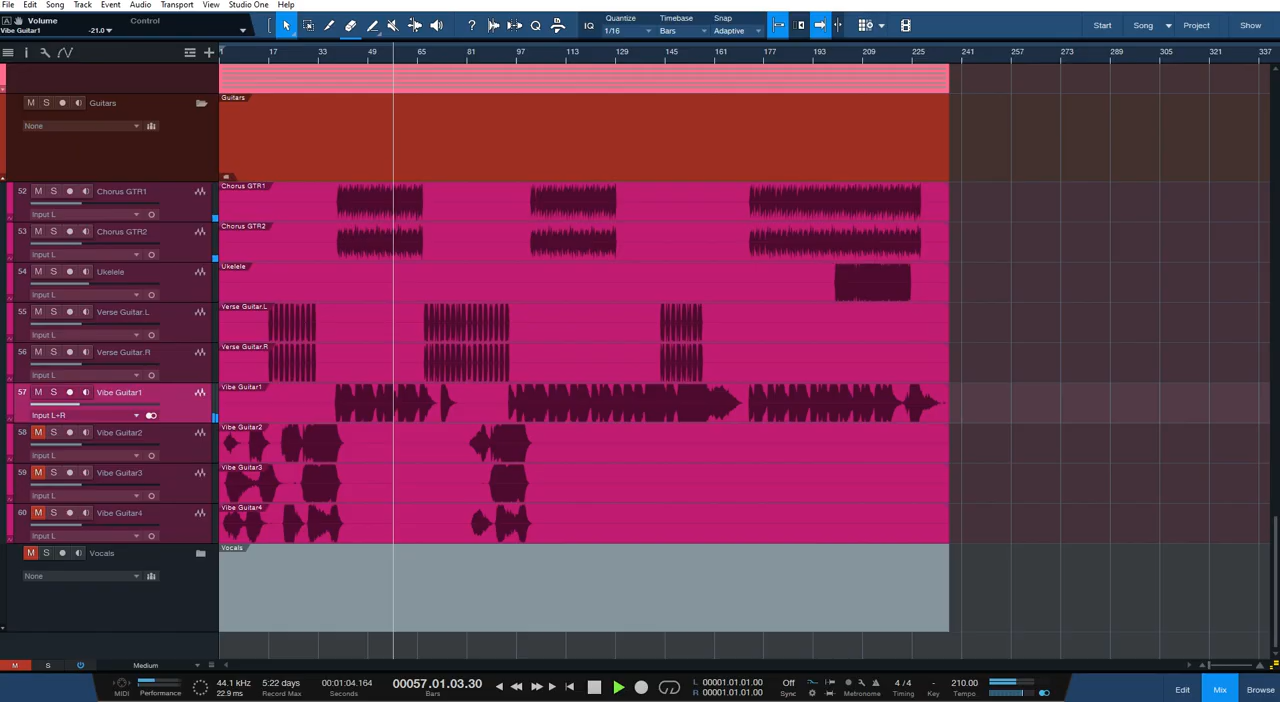 File Edit Song Track Event Audio Transport View Studio One Help
Volume Control
Vibe Guitar1 -21.0
IQ Quantize 1/16 Timebase Bars Snap Adaptive Start Song Project Show
17 33 49 65 81 97 113 129 145 161 177 193 209 225 241 257 273 289 305 321 337
M S Guitars Guitars
None
52 M S Chorus GTR1 Chorus GTR1
Input L
53 M S Chorus GTR2 Chorus GTR2
Input L
54 M S Ukelele Ukelele
Input L
55 M S Verse Guitar.L Verse Guitar.L
Input L
56 M S Verse Guitar.R Verse Guitar.R
Input L
57 M S Vibe Guitar1 Vibe Guitar1
Input L+R
58 M S Vibe Guitar2 Vibe Guitar2
Input L
59 M S Vibe Guitar3 Vibe Guitar3
Input L
60 M S Vibe Guitar4 Vibe Guitar4
Input L
M S Vocals Vocals
None
M S Medium
MIDI Performance 44.1 kHz 22.9 ms 5:22 days Record Max 00:01:04.164 Seconds 00057.01.03.30 Bars L 00001.01.01.00 R 00001.01.01.00 Off Sync Metronome 4 / 4 Timing - Key 210.00 Tempo Edit Mix Browse